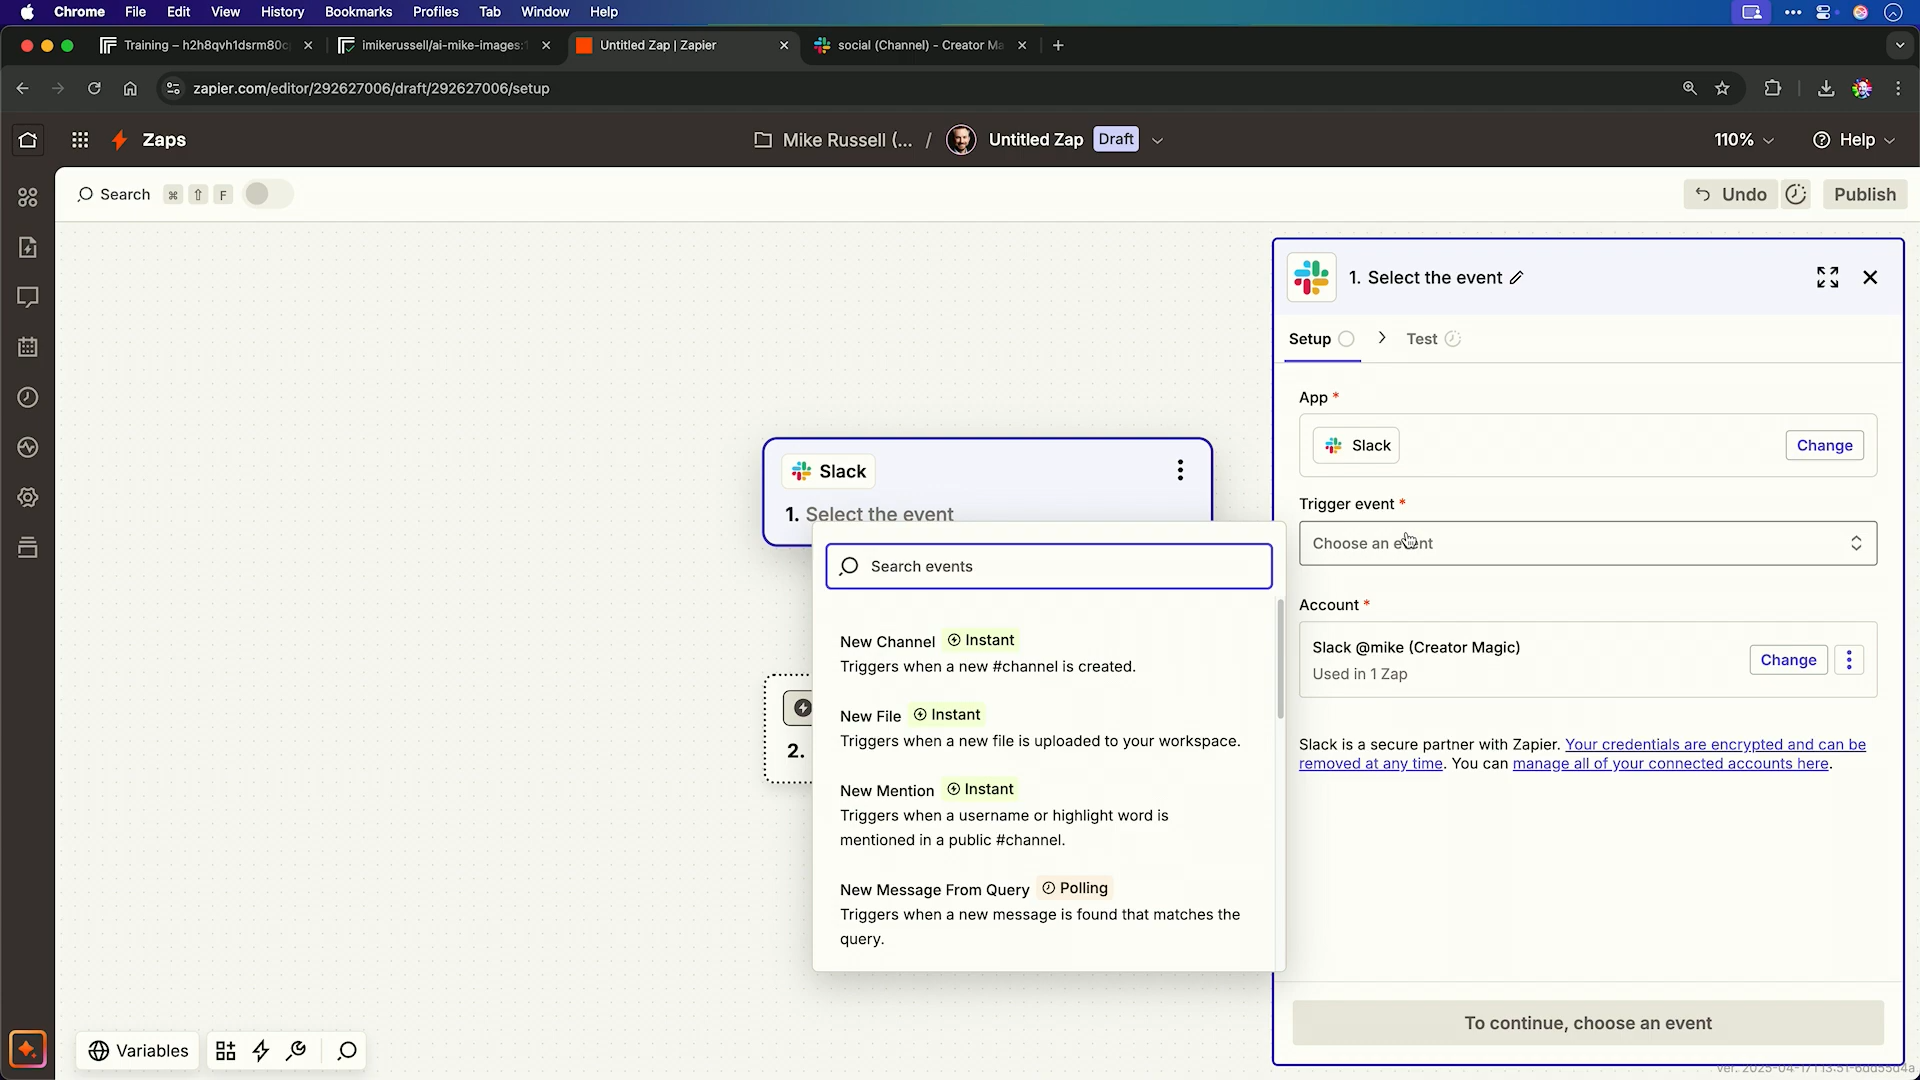 Chrome File Edit View History Bookmarks Profiles Tab Window Help
Training – h2h8qvh1dsrm80c
imikerussell/ai-mike-images:1
Untitled Zap | Zapier
social (Channel) - Creator Ma
zapier.com/editor/292627006/draft/292627006/setup
Zaps
Mike Russell (... / Untitled Zap Draft
110%
Help
Search ⌘ ⇧ F
Undo
Publish
Slack
1. Select the event
2.
Search events
New Channel Instant
Triggers when a new #channel is created.
New File Instant
Triggers when a new file is uploaded to your workspace.
New Mention Instant
Triggers when a username or highlight word is
mentioned in a public #channel.
New Message From Query Polling
Triggers when a new message is found that matches the
query.
1. Select the event
Setup > Test
App *
Slack
Change
Trigger event *
Choose an event
Account *
Slack @mike (Creator Magic)
Used in 1 Zap
Change
Slack is a secure partner with Zapier. Your credentials are encrypted and can be
removed at any time. You can manage all of your connected accounts here.
To continue, choose an event
Variables